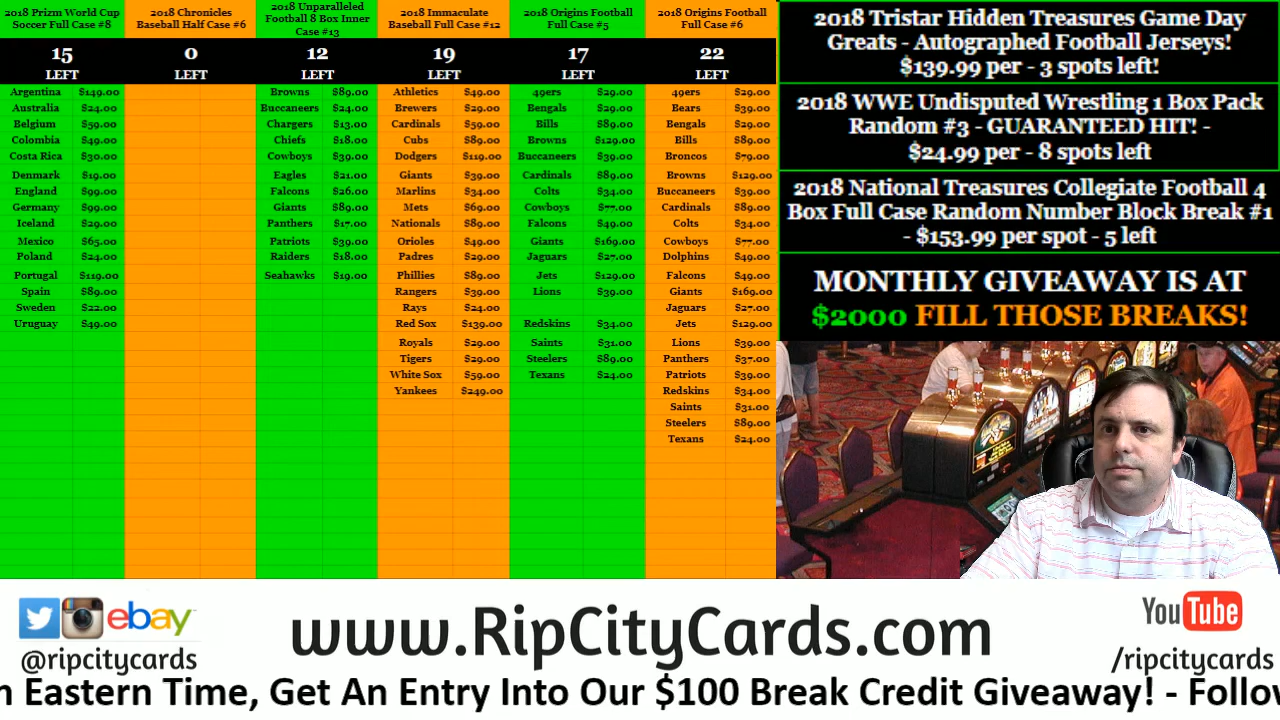 2018 Prizm World Cup
Soccer Full Case #8
15
LEFT
Argentina $149.00
Australia $24.00
Belgium $59.00
Colombia $49.00
Costa Rica $30.00
Denmark $19.00
England $99.00
Germany $99.00
Iceland $29.00
Mexico $65.00
Poland $24.00
Portugal $119.00
Spain $89.00
Sweden $22.00
Uruguay $49.00
2018 Chronicles
Baseball Half Case #6
0
LEFT
2018 Unparalleled
Football 8 Box Inner
Case #13
12
LEFT
Browns $89.00
Buccaneers $24.00
Chargers $13.00
Chiefs $18.00
Cowboys $39.00
Eagles $21.00
Falcons $26.00
Giants $89.00
Panthers $17.00
Patriots $39.00
Raiders $18.00
Seahawks $19.00
2018 Immaculate
Baseball Full Case #12
19
LEFT
Athletics $49.00
Brewers $29.00
Cardinals $59.00
Cubs $89.00
Dodgers $119.00
Giants $39.00
Marlins $34.00
Mets $69.00
Nationals $89.00
Orioles $49.00
Padres $29.00
Phillies $89.00
Rangers $39.00
Rays $24.00
Red Sox $139.00
Royals $29.00
Tigers $29.00
White Sox $59.00
Yankees $249.00
2018 Origins Football
Full Case #5
17
LEFT
49ers $29.00
Bengals $29.00
Bills $89.00
Browns $129.00
Buccaneers $39.00
Cardinals $89.00
Colts $34.00
Cowboys $77.00
Falcons $49.00
Giants $169.00
Jaguars $27.00
Jets $129.00
Lions $39.00
Redskins $34.00
Saints $31.00
Steelers $89.00
Texans $24.00
2018 Origins Football
Full Case #6
22
LEFT
49ers $29.00
Bears $39.00
Bengals $29.00
Bills $89.00
Broncos $79.00
Browns $129.00
Buccaneers $39.00
Cardinals $89.00
Colts $34.00
Cowboys $77.00
Dolphins $49.00
Falcons $49.00
Giants $169.00
Jaguars $27.00
Jets $129.00
Lions $39.00
Panthers $37.00
Patriots $39.00
Redskins $34.00
Saints $31.00
Steelers $89.00
Texans $24.00
2018 Tristar Hidden Treasures Game Day
Greats - Autographed Football Jerseys!
$139.99 per - 3 spots left!
2018 WWE Undisputed Wrestling 1 Box Pack
Random #3 - GUARANTEED HIT! -
$24.99 per - 8 spots left
2018 National Treasures Collegiate Football 4
Box Full Case Random Number Block Break #1
- $153.99 per spot - 5 left
MONTHLY GIVEAWAY IS AT
$2000 FILL THOSE BREAKS!
ebay
@ripcitycards
www.RipCityCards.com
YouTube
/ripcitycards
n Eastern Time, Get An Entry Into Our $100 Break Credit Giveaway! - Follow